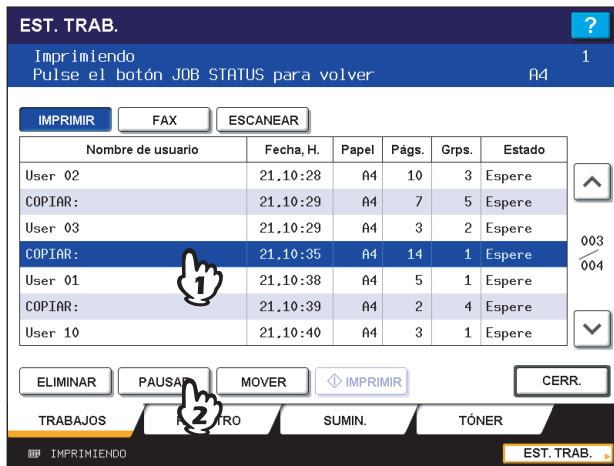 EST. TRAB. ?
Imprimiendo 1
Pulse el botón JOB STATUS para volver A4
IMPRIMIR FAX ESCANEAR
Nombre de usuario Fecha, H. Papel Págs. Grps. Estado
User 02 21,10:28 A4 10 3 Espere
COPIAR: 21,10:29 A4 7 5 Espere
User 03 21,10:29 A4 3 2 Espere
COPIAR: 21,10:35 A4 14 1 Espere
User 01 21,10:38 A4 5 1 Espere
COPIAR: 21,10:39 A4 2 4 Espere
User 10 21,10:40 A4 3 1 Espere
003
004
1
ELIMINAR PAUSAR MOVER IMPRIMIR CERR.
2
TRABAJOS SUMIN. TÓNER
IMPRIMIENDO EST. TRAB.